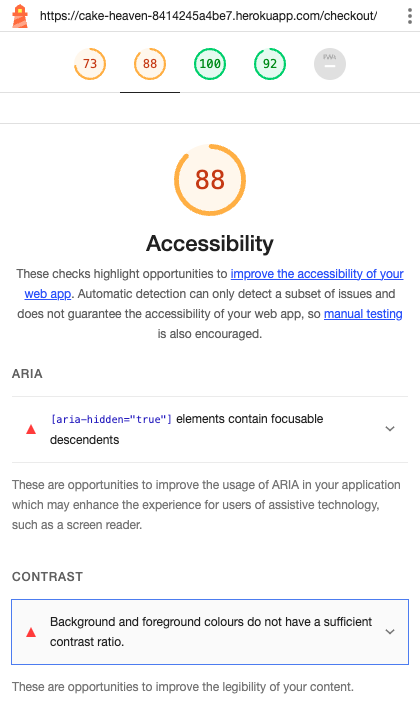 https://cake-heaven-8414245a4be7.herokuapp.com/checkout/
73
88
100
92
PWA
88
Accessibility
These checks highlight opportunities to improve the accessibility of your
web app. Automatic detection can only detect a subset of issues and
does not guarantee the accessibility of your web app, so manual testing
is also encouraged.
ARIA
[aria-hidden="true"] elements contain focusable
descendents
These are opportunities to improve the usage of ARIA in your application
which may enhance the experience for users of assistive technology,
such as a screen reader.
CONTRAST
Background and foreground colours do not have a sufficient
contrast ratio.
These are opportunities to improve the legibility of your content.